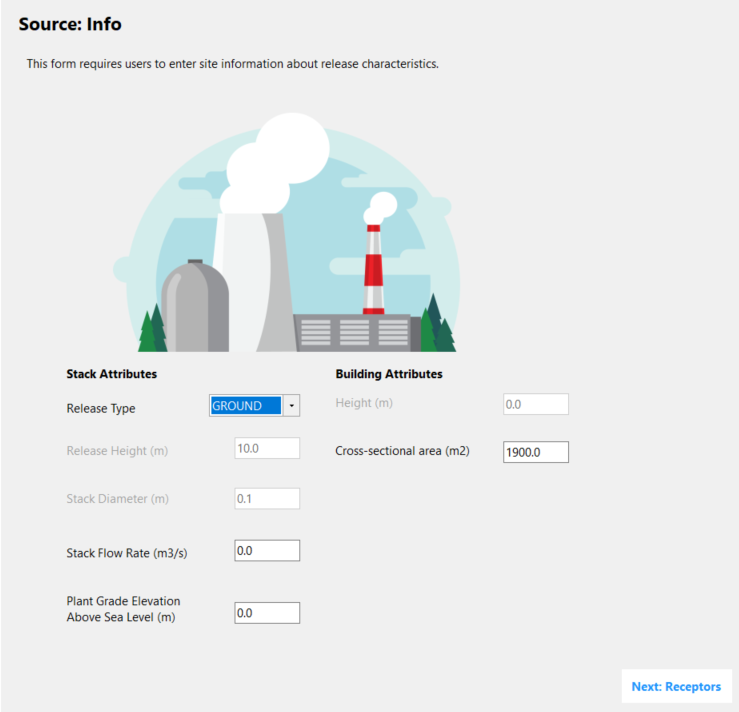 Source: Info
This form requires users to enter site information about release characteristics.
Stack Attributes
Release Type
GROUND
Release Height (m)
10.0
Stack Diameter (m)
0.1
Stack Flow Rate (m3/s)
0.0
Plant Grade Elevation
Above Sea Level (m)
0.0
Building Attributes
Height (m)
0.0
Cross-sectional area (m2)
1900.0
Next: Receptors